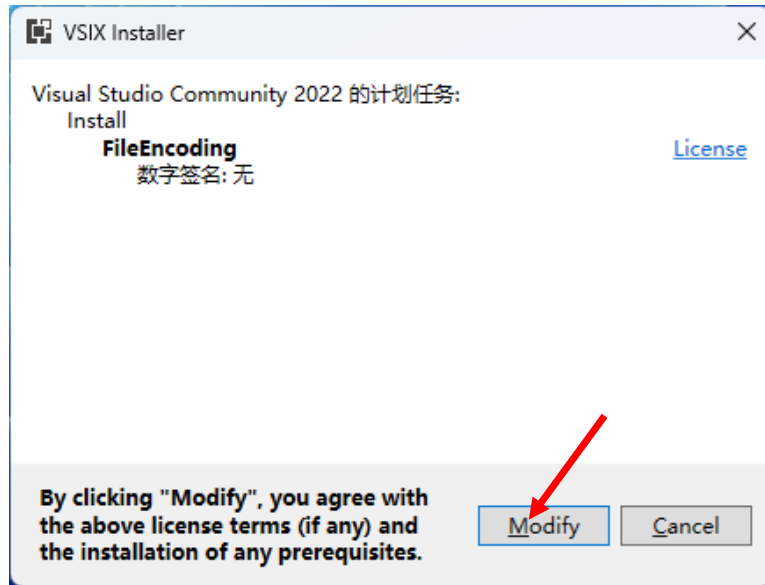 VSIX Installer
Visual Studio Community 2022 的计划任务:
Install
FileEncoding
License
数字签名: 无
By clicking "Modify", you agree with
the above license terms (if any) and
the installation of any prerequisites.
Modify
Cancel